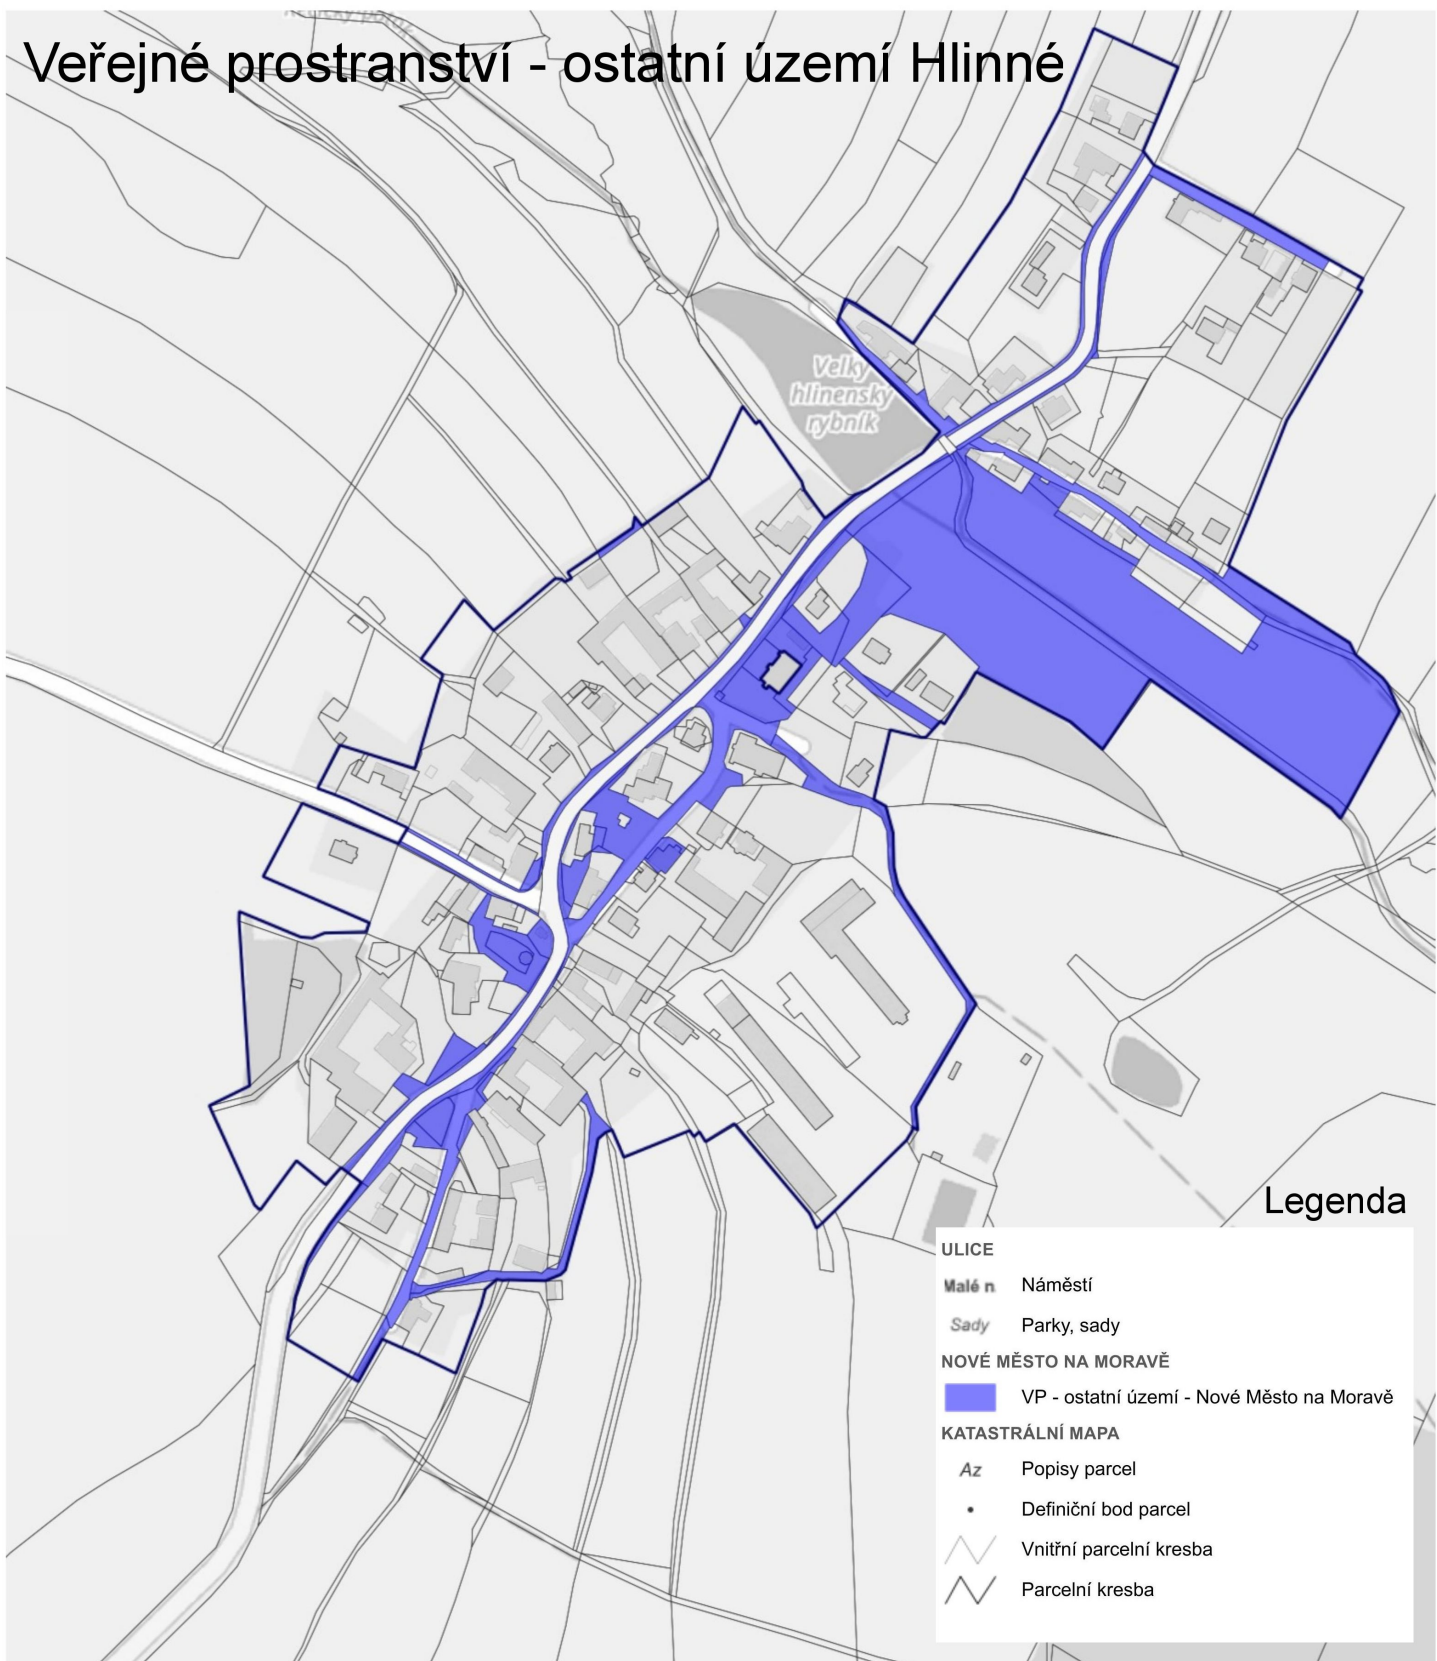 Veřejné prostranství - ostatní území Hlinné
Velký
hlinenský
rybník
Legenda
ULICE
Malé n
Náměstí
Sady
Parky, sady
NOVÉ MĚSTO NA MORAVĚ
VP - ostatní území - Nové Město na Moravě
KATASTRÁLNÍ MAPA
Az
Popisy parcel
Definiční bod parcel
Vnitřní parcelní kresba
Parcelní kresba